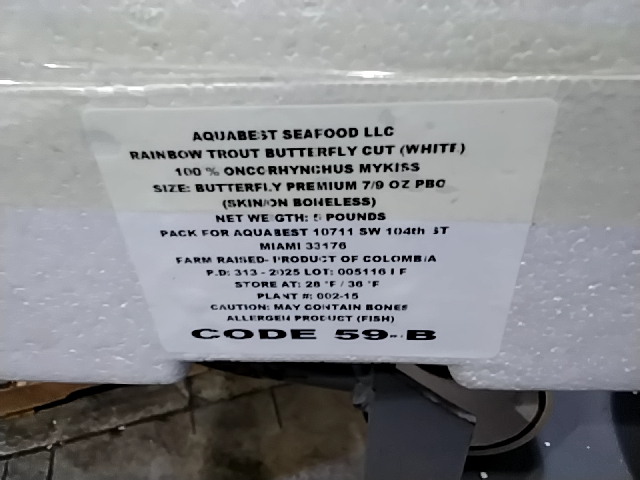 AQUABEST SEAFOOD LLC
RAINBOW TROUT BUTTERFLY CUT (WHITE)
100 % ONCORHYNCHUS MYKISS
SIZE: BUTTERFLY PREMIUM 7/9 OZ PBO
(SKIN/ON BONELESS)
NET WEIGTH: 5 POUNDS
PACK FOR AQUABEST 10711 SW 104th ST
MIAMI 33176
FARM RAISED- PRODUCT OF COLOMBIA
P.D: 313 - 2025 LOT: 005116
STORE AT: 28 °F / 36 °F
PLANT #: 002-15
CAUTION: MAY CONTAIN BONES
ALLERGEN PRODUCT (FISH)
CODE 59--B